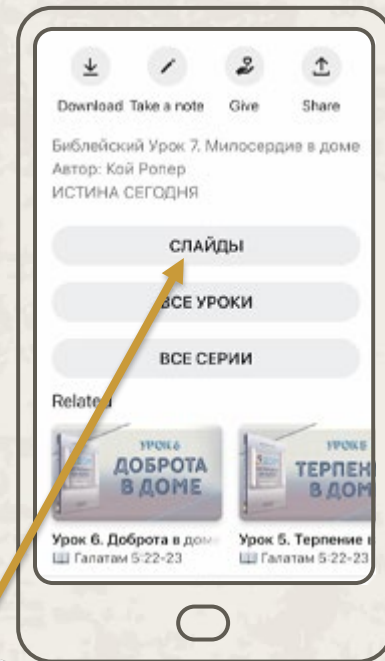 Download Take a note Give Share
Библейский Урок 7. Милосердие в доме
Автор: Кой Ропер
ИСТИНА СЕГОДНЯ
СЛАЙДЫ
ВСЕ УРОКИ
ВСЕ СЕРИИ
Related
УРОК 6
ДОБРОТА
В ДОМЕ
УРОК 5
ТЕРПЕН
В ДОМ
Урок 6. Доброта в дом
Галатам 5:22-23
Урок 5. Терпение в
Галатам 5:22-23